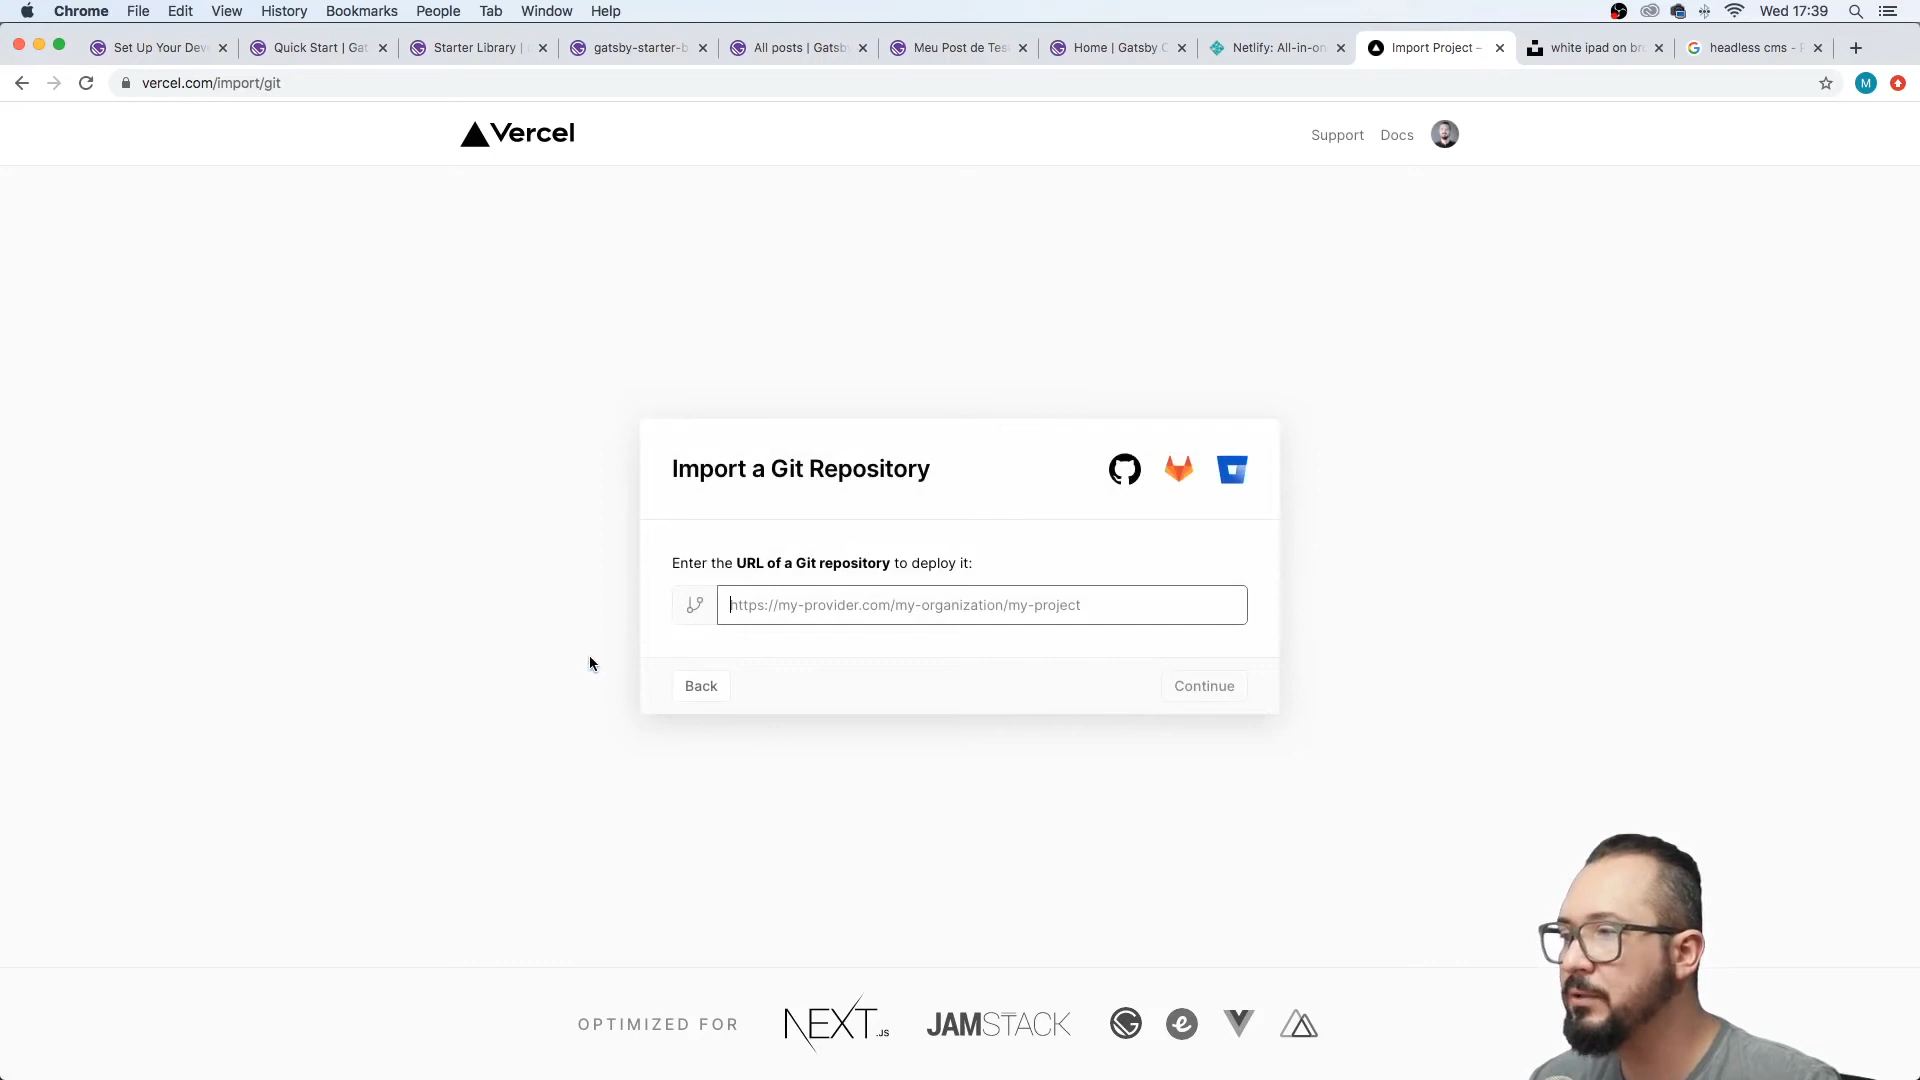 Chrome File Edit View History Bookmarks People Tab Window Help Wed 17:39
Set Up Your Dev Quick Start | Gat Starter Library | gatsby-starter-b All posts | Gatsby Meu Post de Tes Home | Gatsby.C Netlify: All-in-on Import Project – white ipad on bro headless cms -
vercel.com/import/git M
Vercel Support Docs
Import a Git Repository
Enter the URL of a Git repository to deploy it:
https://my-provider.com/my-organization/my-project
Back Continue
OPTIMIZED FOR NEXT.JS JAMSTACK